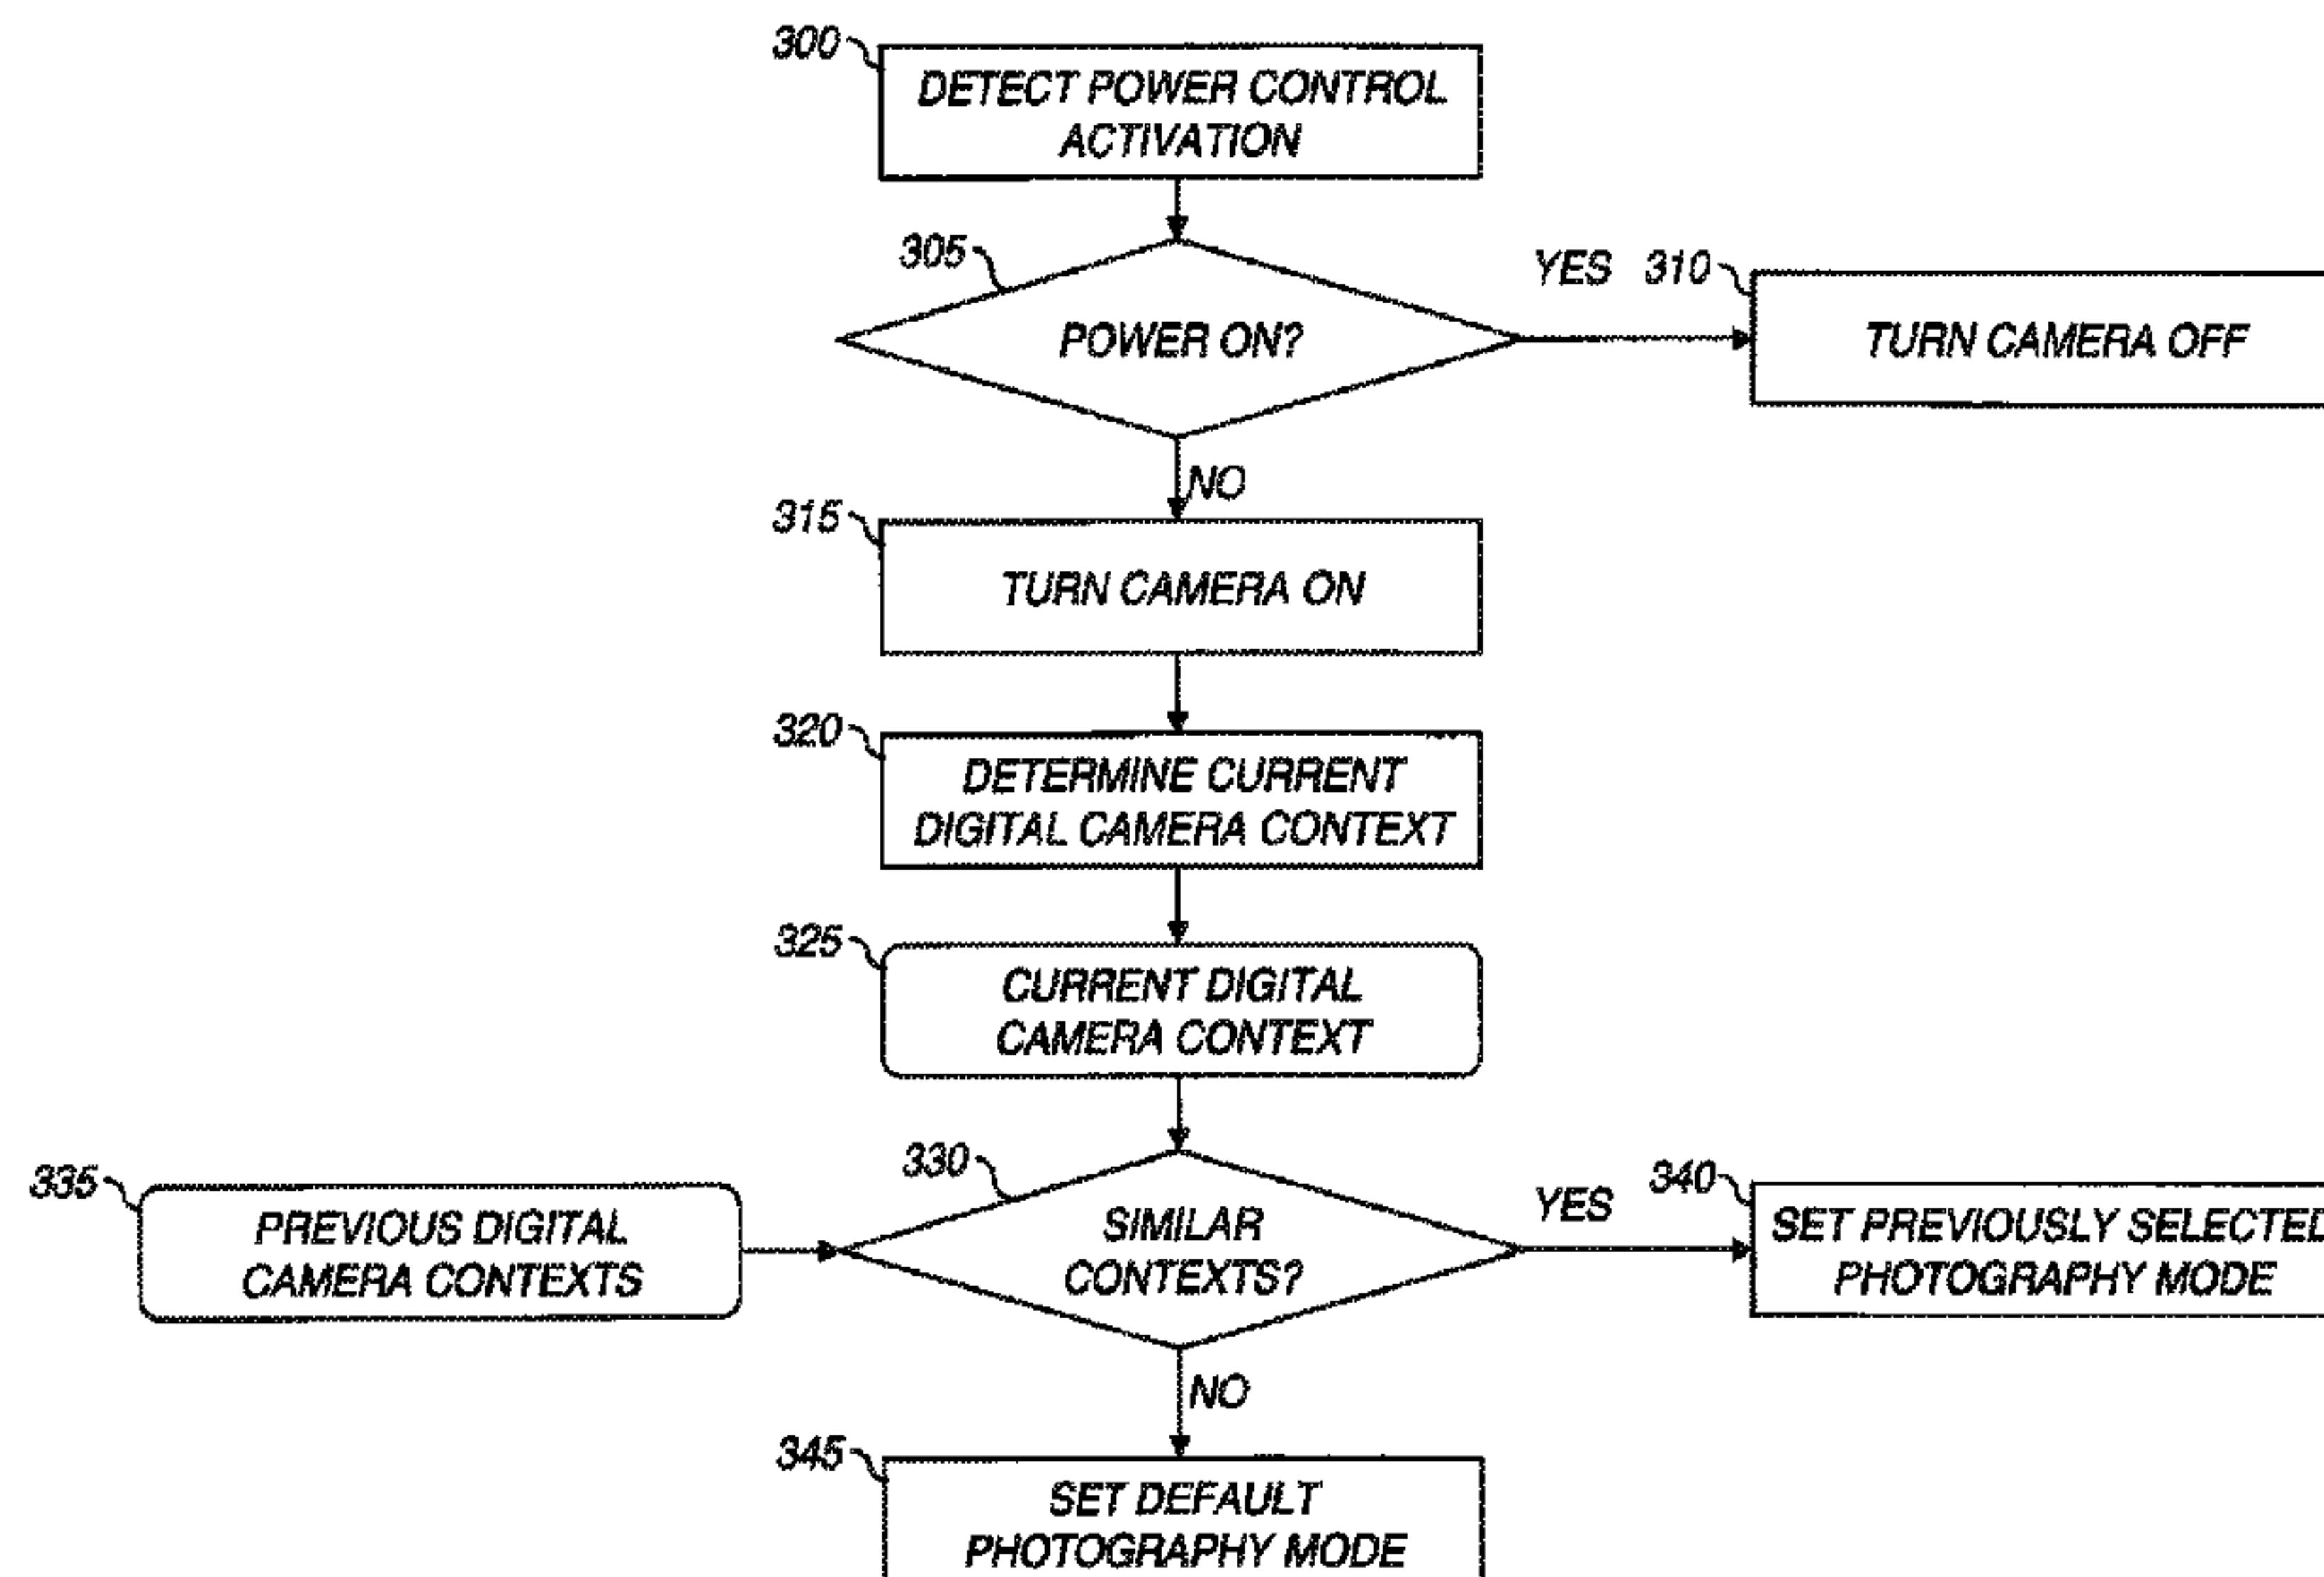 300
DETECT POWER CONTROL
ACTIVATION
305
POWER ON?
YES
310
TURN CAMERA OFF
NO
315
TURN CAMERA ON
320
DETERMINE CURRENT
DIGITAL CAMERA CONTEXT
325
CURRENT DIGITAL
CAMERA CONTEXT
335
PREVIOUS DIGITAL
CAMERA CONTEXTS
330
SIMILAR
CONTEXTS?
YES
340
SET PREVIOUSLY SELECTED
PHOTOGRAPHY MODE
NO
345
SET DEFAULT
PHOTOGRAPHY MODE